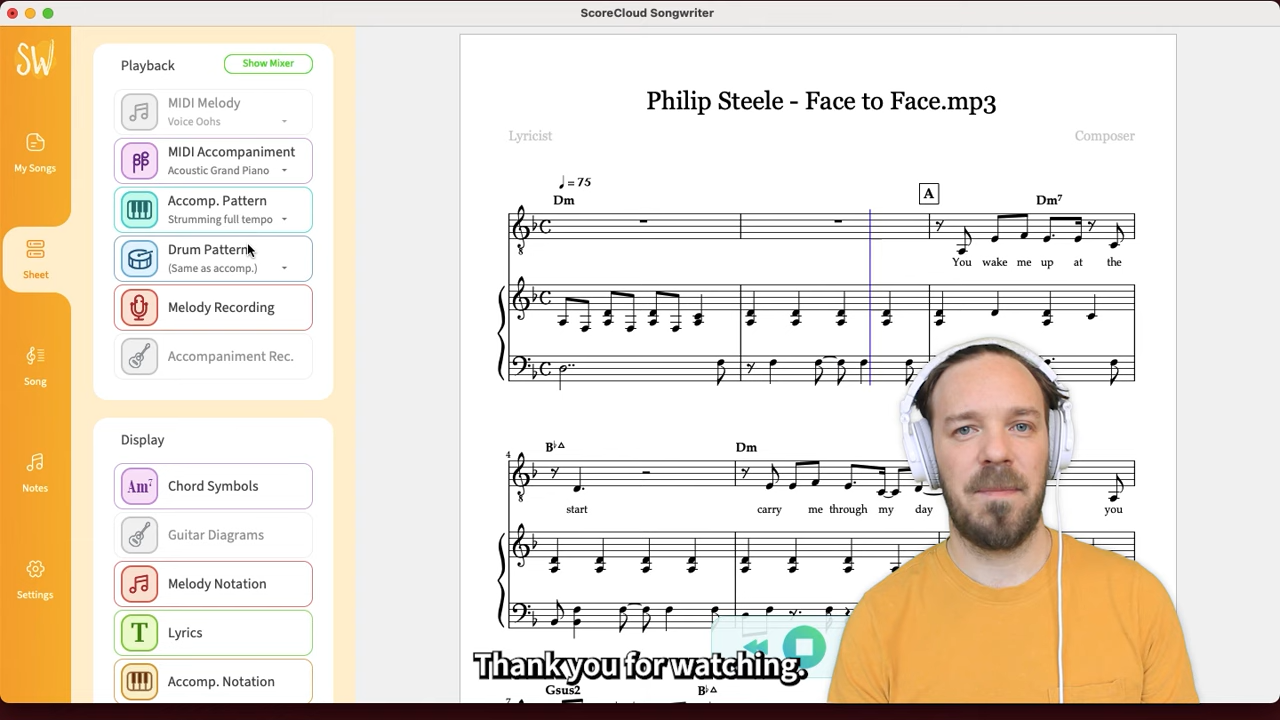 ScoreCloud Songwriter
SW
My Songs
Sheet
Song
Notes
Settings
Playback
Show Mixer
MIDI Melody
Voice Oohs
MIDI Accompaniment
Acoustic Grand Piano
Accomp. Pattern
Strumming full tempo
Drum Pattern
(Same as accomp.)
Melody Recording
Accompaniment Rec.
Display
Am7
Chord Symbols
Guitar Diagrams
Melody Notation
T
Lyrics
Accomp. Notation
Philip Steele - Face to Face.mp3
Lyricist Composer
♩ = 75
Dm A Dm7
8
You wake me up at the
4
B♭△ Dm
8
start carry me through my day you
Thank you for watching.
7
Gsus2 B♭△